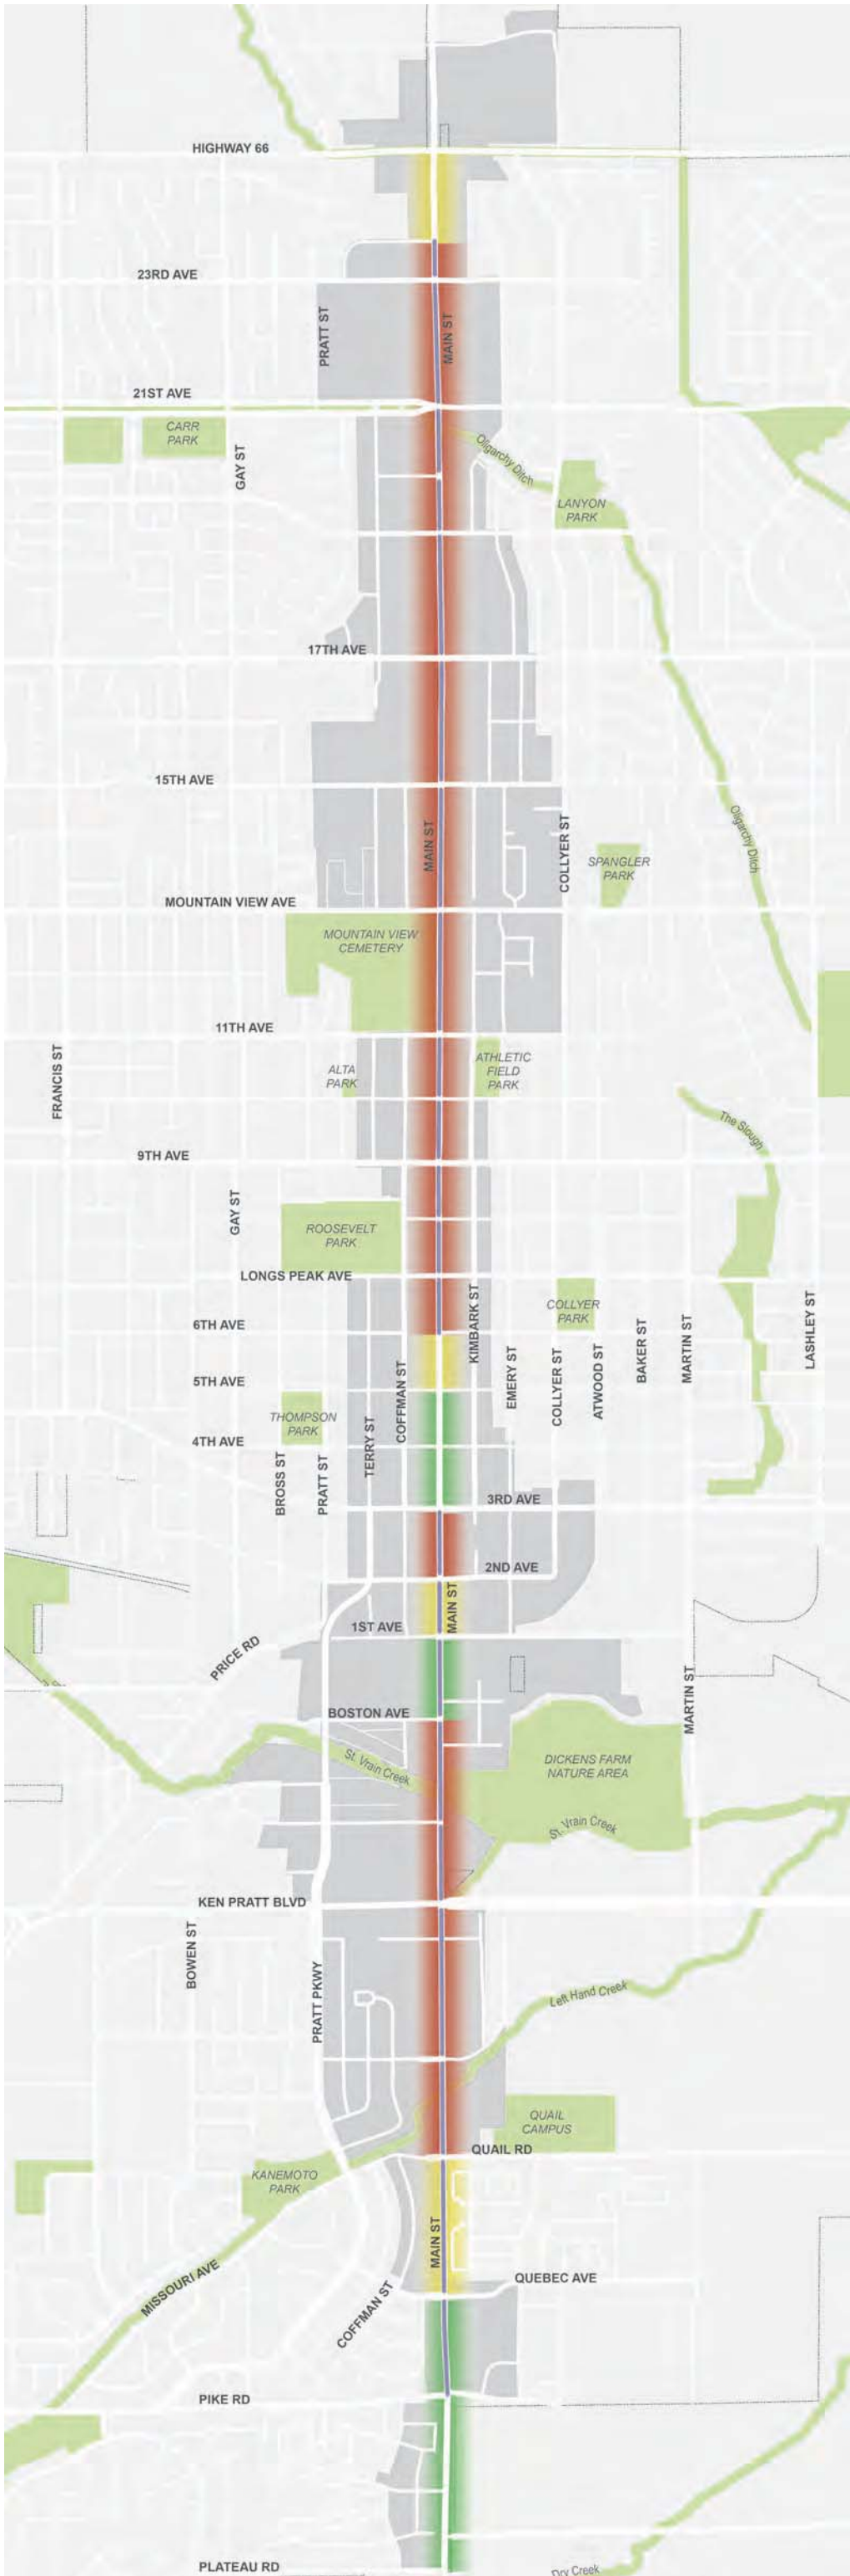 HIGHWAY 66
23RD AVE
PRATT ST
MAIN ST
21ST AVE
CARR
PARK
GAY ST
Oligarchy Ditch
LANYON
PARK
17TH AVE
15TH AVE
MAIN ST
COLLYER ST
Oligarchy Ditch
SPANGLER
PARK
MOUNTAIN VIEW AVE
MOUNTAIN VIEW
CEMETERY
11TH AVE
FRANCIS ST
ALTA
PARK
ATHLETIC
FIELD
PARK
The Slough
9TH AVE
GAY ST
ROOSEVELT
PARK
LONGS PEAK AVE
COLLYER
PARK
6TH AVE
KIMBARK ST
EMERY ST
COLLYER ST
ATWOOD ST
BAKER ST
MARTIN ST
LASHLEY ST
5TH AVE
COFFMAN ST
THOMPSON
PARK
TERRY ST
4TH AVE
BROSS ST
PRATT ST
3RD AVE
2ND AVE
MAIN ST
1ST AVE
PRICE RD
MARTIN ST
BOSTON AVE
St. Vrain Creek
DICKENS FARM
NATURE AREA
St. Vrain Creek
KEN PRATT BLVD
BOWEN ST
PRATT PKWY
Left Hand Creek
QUAIL
CAMPUS
QUAIL RD
KANEMOTO
PARK
MAIN ST
MISSOURI AVE
QUEBEC AVE
COFFMAN ST
PIKE RD
PLATEAU RD
Dry Creek